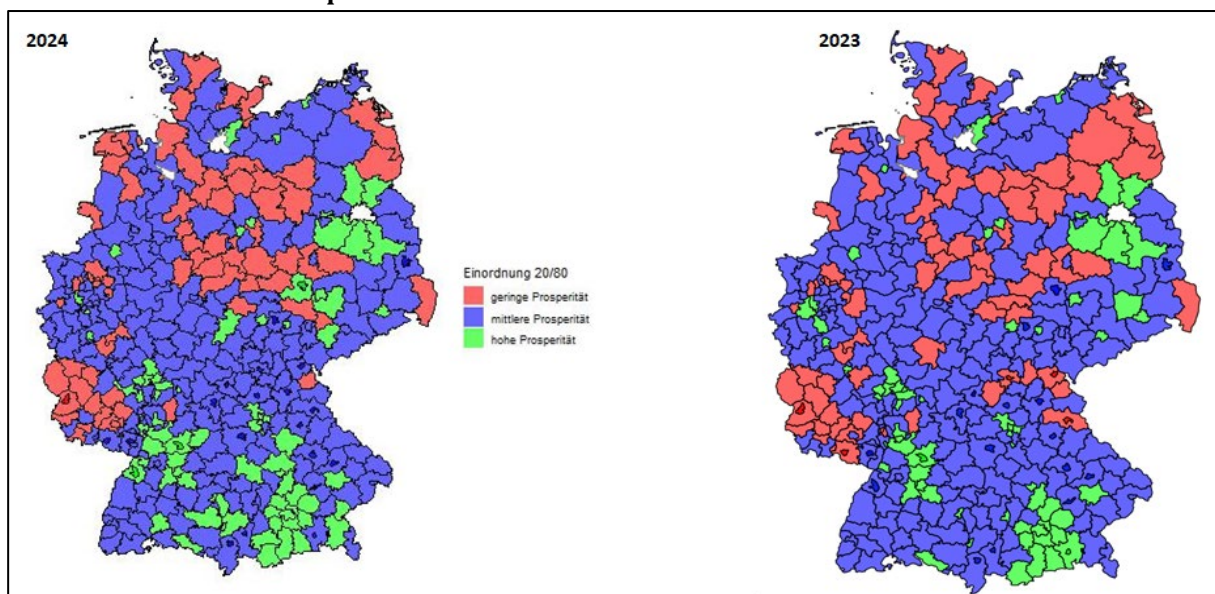 2024
2023
Einordnung 20/80
geringe Prosperität
mittlere Prosperität
hohe Prosperität